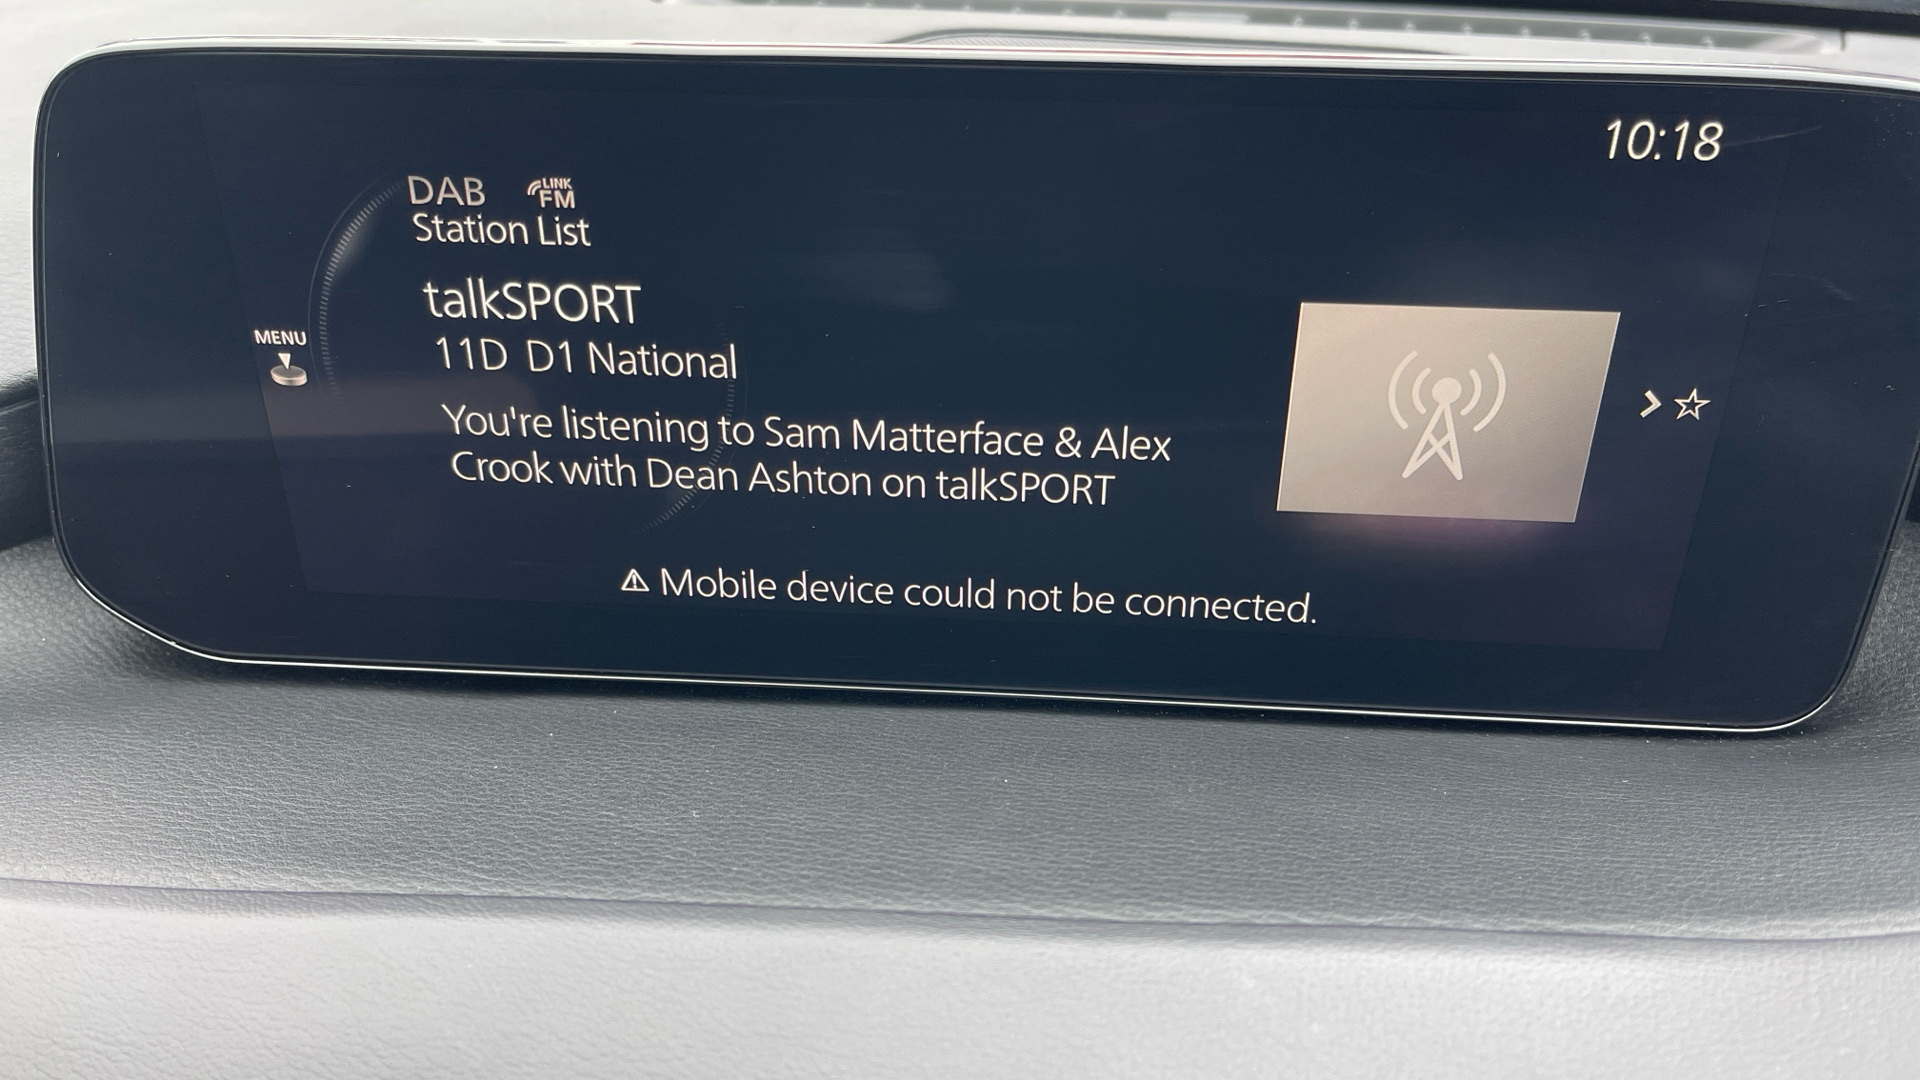 10:18
DAB LINK FM
Station List
talkSPORT
MENU
11D D1 National
You're listening to Sam Matterface & Alex
Crook with Dean Ashton on talkSPORT
Mobile device could not be connected.